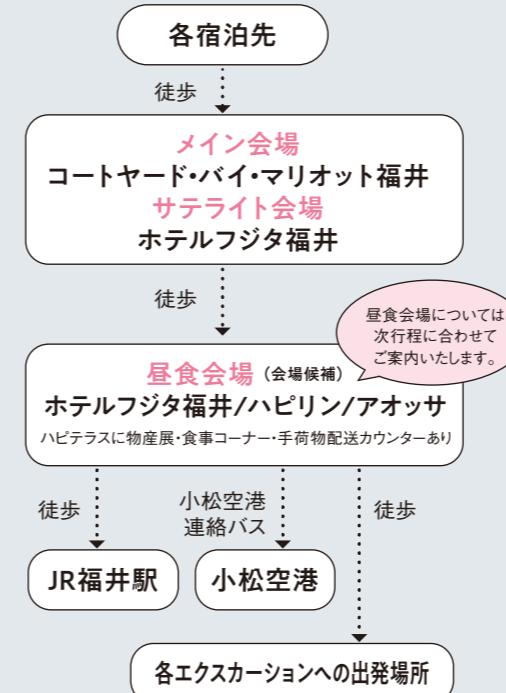 各宿泊先
徒歩
メイン会場
コートヤード・バイ・マリオット福井
サテライト会場
ホテルフジタ福井
徒歩
昼食会場については
次行程に合わせて
ご案内いたします。
昼食会場（会場候補）
ホテルフジタ福井/ハピリン/アオッサ
ハピテラスに物産展・食事コーナー・手荷物配送カウンターあり
徒歩
小松空港
連絡バス
徒歩
JR福井駅
小松空港
各エクスカーションへの出発場所